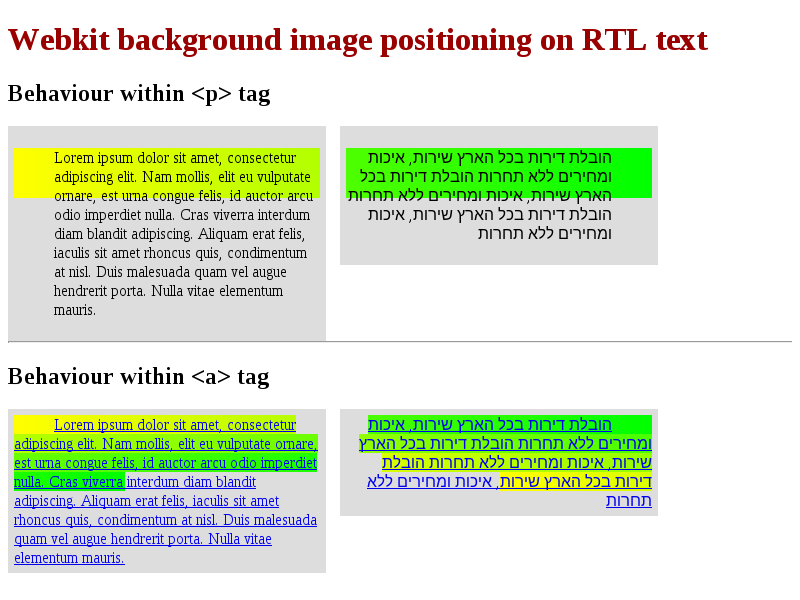 Webkit background image positioning on RTL text
Behaviour within <p> tag
Lorem ipsum dolor sit amet, consectetur
adipiscing elit. Nam mollis, elit eu vulputate
ornare, est urna congue felis, id auctor arcu
odio imperdiet nulla. Cras viverra interdum
diam blandit adipiscing. Aliquam erat felis,
iaculis sit amet rhoncus quis, condimentum
at nisl. Duis malesuada quam vel augue
hendrerit porta. Nulla vitae elementum
mauris.
הובלת דירות בכל הארץ שירות, איכות
ומחירים ללא תחרות הובלת דירות בכל
הארץ שירות, איכות ומחירים ללא תחרות
הובלת דירות בכל הארץ שירות, איכות
ומחירים ללא תחרות
Behaviour within <a> tag
Lorem ipsum dolor sit amet, consectetur
adipiscing elit. Nam mollis, elit eu vulputate ornare,
est urna congue felis, id auctor arcu odio imperdiet
nulla. Cras viverra interdum diam blandit
adipiscing. Aliquam erat felis, iaculis sit amet
rhoncus quis, condimentum at nisl. Duis malesuada
quam vel augue hendrerit porta. Nulla vitae
elementum mauris.
הובלת דירות בכל הארץ שירות, איכות
ומחירים ללא תחרות הובלת דירות בכל הארץ
שירות, איכות ומחירים ללא תחרות הובלת
דירות בכל הארץ שירות, איכות ומחירים ללא
תחרות